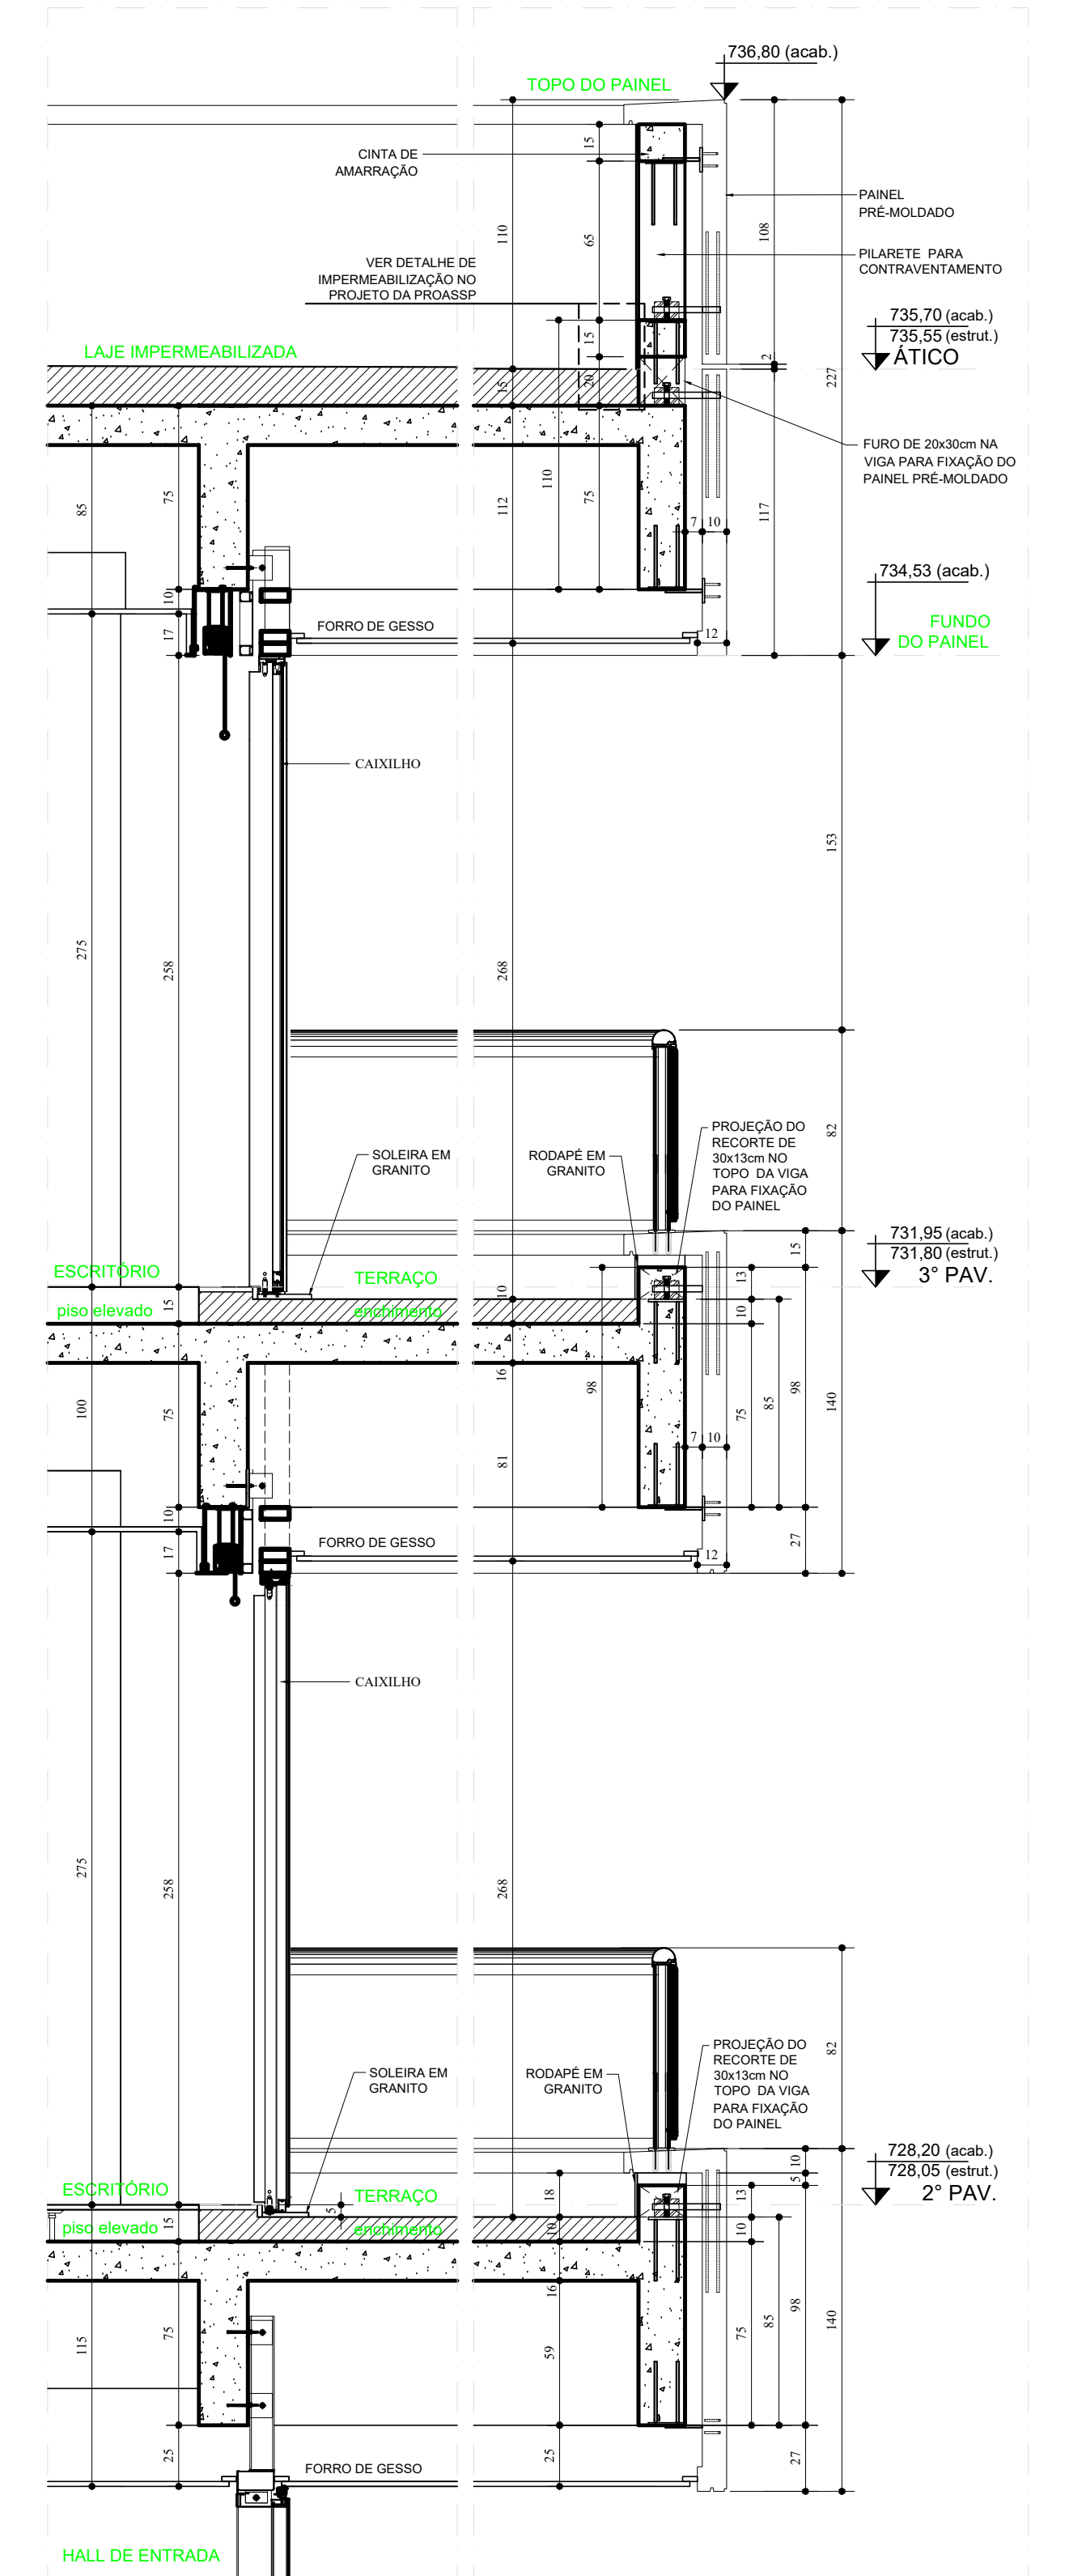 736,80 (acab.)
TOPO DO PAINEL
15
CINTA DE
AMARRAÇÃO
PAINEL
PRÉ-MOLDADO
110
65
108
PILARETE PARA
CONTRAVENTAMENTO
VER DETALHE DE
IMPERMEABILIZAÇÃO NO
PROJETO DA PROASSP
735,70 (acab.)
735,55 (estrut.)
ÁTICO
LAJE IMPERMEABILIZADA
15
2
15
20
227
FURO DE 20x30cm NA
VIGA PARA FIXAÇÃO DO
PAINEL PRÉ-MOLDADO
85
75
112
110
75
117
7
10
734,53 (acab.)
10
17
FORRO DE GESSO
12
FUNDO
DO PAINEL
CAIXILHO
153
275
258
268
82
SOLEIRA EM
GRANITO
RODAPÉ EM
GRANITO
PROJEÇÃO DO
RECORTE DE
30x13cm NO
TOPO DA VIGA
PARA FIXAÇÃO
DO PAINEL
731,95 (acab.)
731,80 (estrut.)
3° PAV.
15
13
ESCRITÓRIO
TERRAÇO
piso elevado
15
enchimento
10
10
100
75
16
98
75
85
98
140
81
7
10
10
17
FORRO DE GESSO
12
27
CAIXILHO
275
258
268
82
SOLEIRA EM
GRANITO
RODAPÉ EM
GRANITO
PROJEÇÃO DO
RECORTE DE
30x13cm NO
TOPO DA VIGA
PARA FIXAÇÃO
DO PAINEL
728,20 (acab.)
728,05 (estrut.)
2° PAV.
10
5
13
18
ESCRITÓRIO
TERRAÇO
5
piso elevado
15
enchimento
10
10
16
115
75
59
75
85
98
140
25
FORRO DE GESSO
25
27
HALL DE ENTRADA